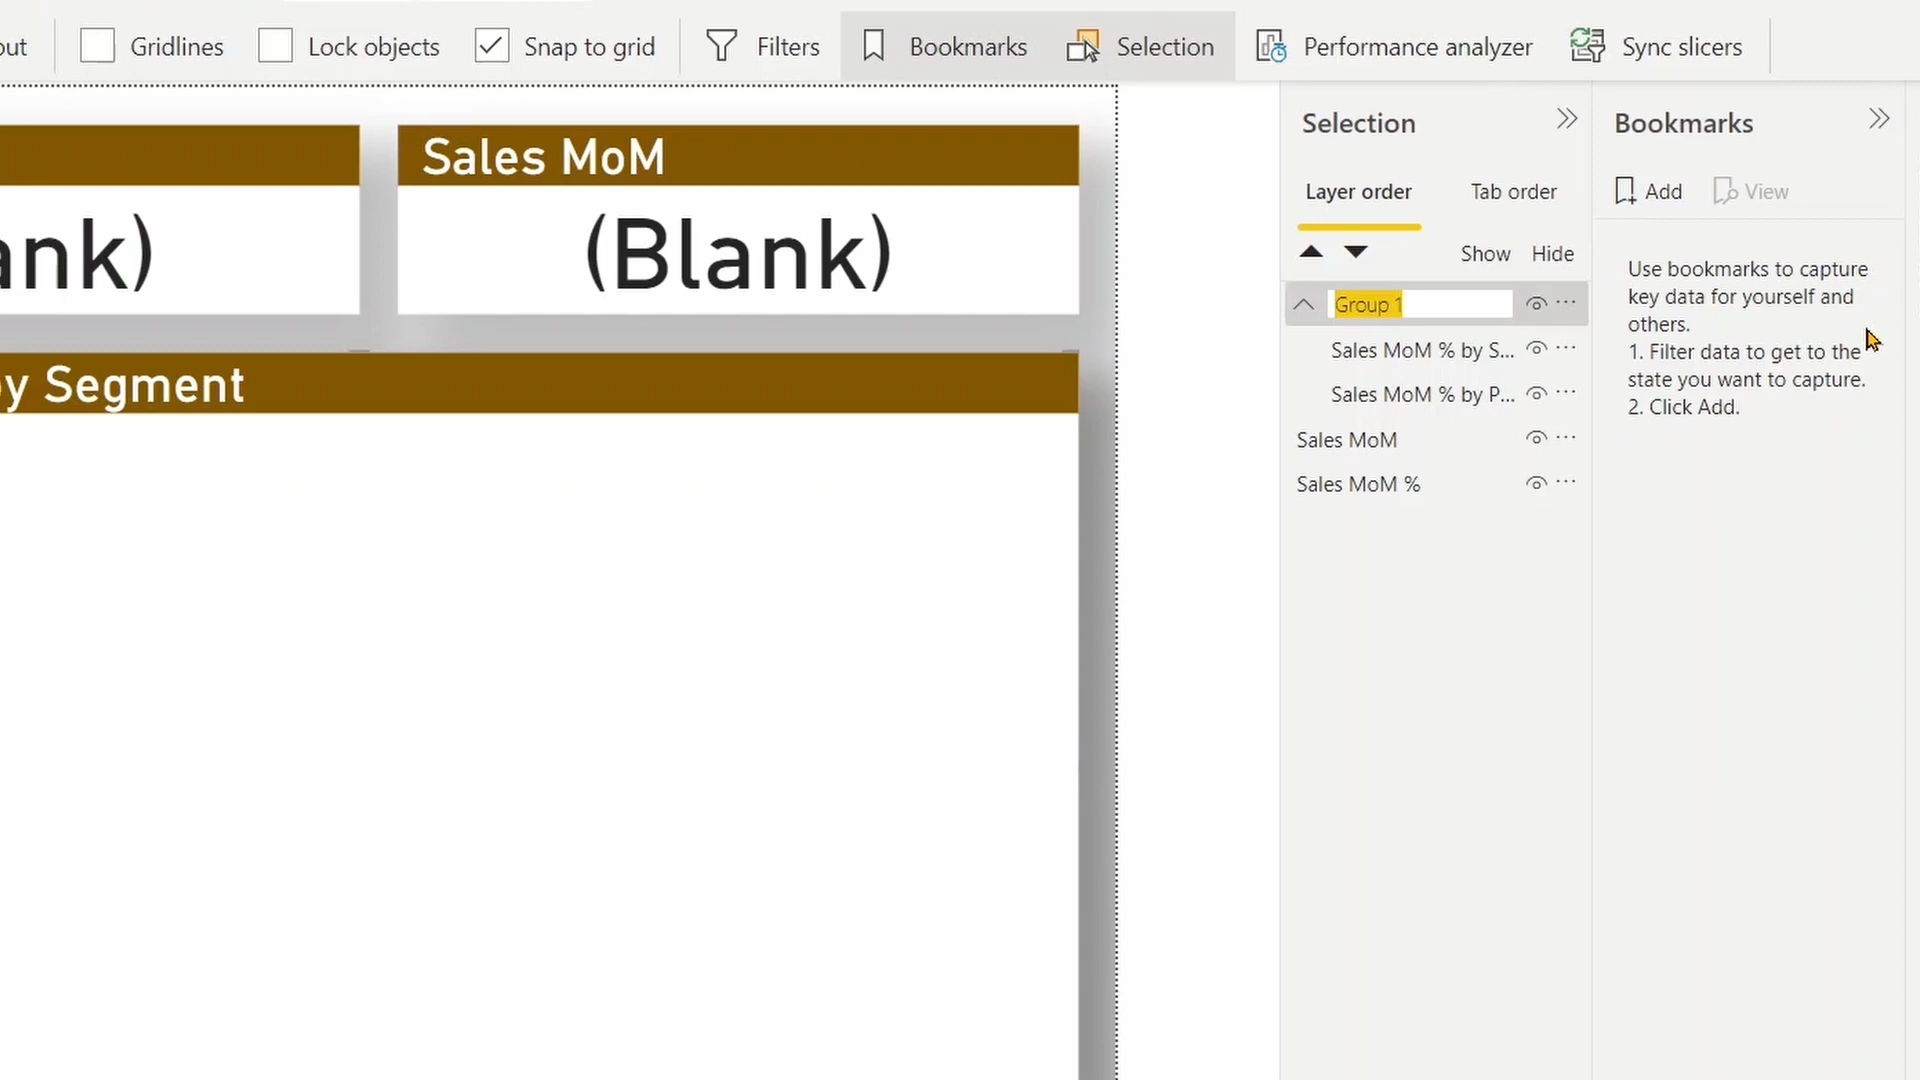 out Gridlines Lock objects Snap to grid Filters Bookmarks Selection Performance analyzer Sync slicers
Sales MoM
ank) (Blank)
by Segment
Selection
Layer order Tab order
Show Hide
Group 1
Sales MoM % by S... ...
Sales MoM % by P... ...
Sales MoM ...
Sales MoM % ...
Bookmarks
Add View
Use bookmarks to capture
key data for yourself and
others.
1. Filter data to get to the
state you want to capture.
2. Click Add.